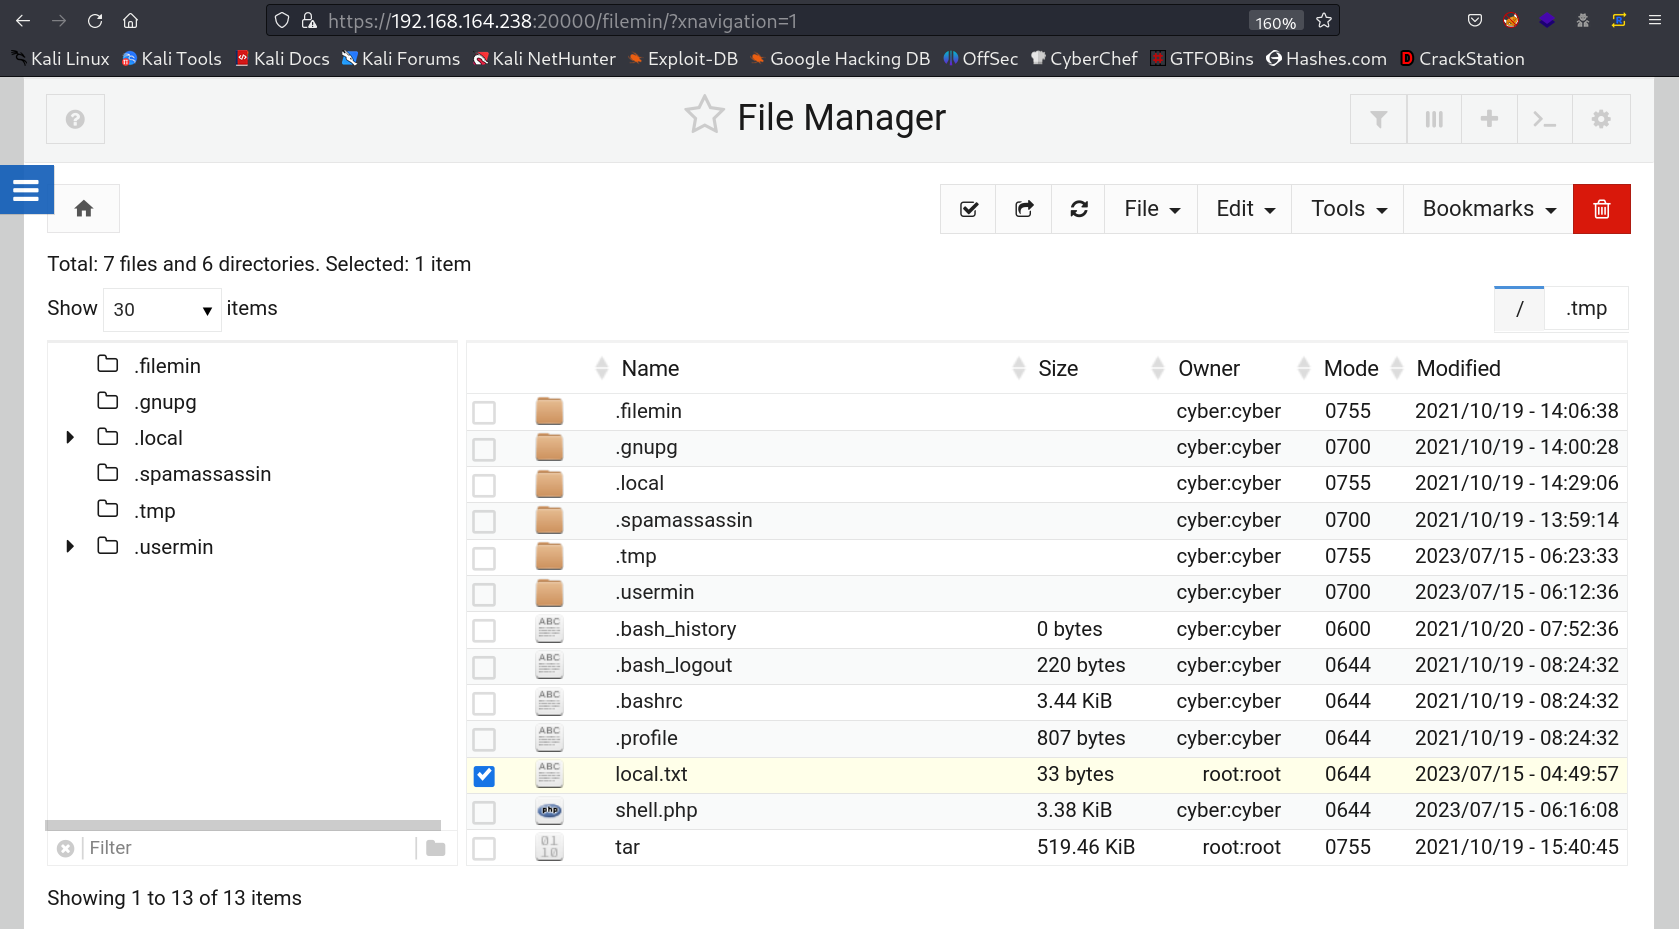 https://192.168.164.238:20000/filemin/?xnavigation=1 160%
Kali Linux Kali Tools Kali Docs Kali Forums Kali NetHunter Exploit-DB Google Hacking DB OffSec CyberChef GTFOBins Hashes.com CrackStation
File Manager
File Edit Tools Bookmarks
Total: 7 files and 6 directories. Selected: 1 item
Show 30 items
/ .tmp
.filemin
.gnupg
.local
.spamassassin
.tmp
.usermin
Filter
Name Size Owner Mode Modified
.filemin cyber:cyber 0755 2021/10/19 - 14:06:38
.gnupg cyber:cyber 0700 2021/10/19 - 14:00:28
.local cyber:cyber 0755 2021/10/19 - 14:29:06
.spamassassin cyber:cyber 0700 2021/10/19 - 13:59:14
.tmp cyber:cyber 0755 2023/07/15 - 06:23:33
.usermin cyber:cyber 0700 2023/07/15 - 06:12:36
ABC .bash_history 0 bytes cyber:cyber 0600 2021/10/20 - 07:52:36
ABC .bash_logout 220 bytes cyber:cyber 0644 2021/10/19 - 08:24:32
ABC .bashrc 3.44 KiB cyber:cyber 0644 2021/10/19 - 08:24:32
ABC .profile 807 bytes cyber:cyber 0644 2021/10/19 - 08:24:32
ABC local.txt 33 bytes root:root 0644 2023/07/15 - 04:49:57
php shell.php 3.38 KiB cyber:cyber 0644 2023/07/15 - 06:16:08
01 10 tar 519.46 KiB root:root 0755 2021/10/19 - 15:40:45
Showing 1 to 13 of 13 items